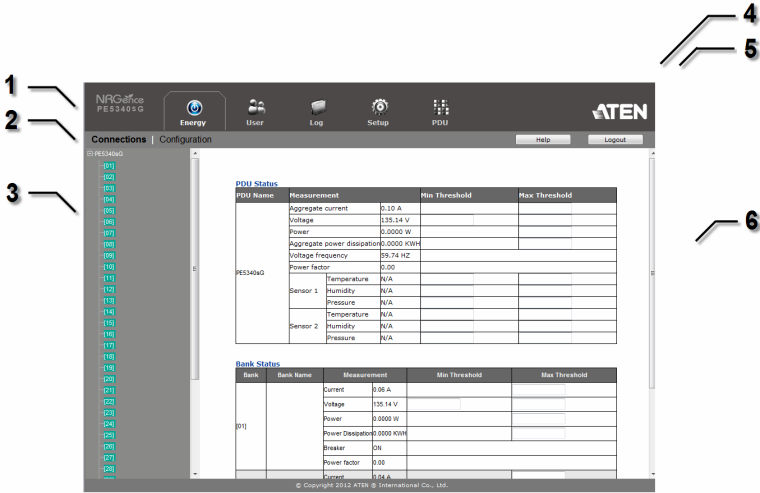 4
5
1
2
3
6
NRGence
PE5340sG
Energy
User
Log
Setup
PDU
ATEN
Connections | Configuration
Help
Logout
PE5340sG
[01]
[02]
[03]
[04]
[05]
[06]
[07]
[08]
[09]
[10]
[11]
[12]
[13]
[14]
[15]
[16]
[17]
[18]
[19]
[20]
[21]
[22]
[23]
[24]
[25]
[26]
[27]
[28]
PDU Status
PDU Name Measurement Min Threshold Max Threshold
PE5340sG
Aggregate current 0.10 A
Voltage 135.14 V
Power 0.0000 W
Aggregate power dissipation 0.0000 KWH
Voltage frequency 59.74 HZ
Power factor 0.00
Sensor 1
Temperature N/A
Humidity N/A
Pressure N/A
Sensor 2
Temperature N/A
Humidity N/A
Pressure N/A
Bank Status
Bank Bank Name Measurement Min Threshold Max Threshold
[01]
Current 0.06 A
Voltage 135.14 V
Power 0.0000 W
Power Dissipation 0.0000 KWH
Breaker ON
Power factor 0.00
Current 0.04 A
© Copyright 2012 ATEN ® International Co., Ltd.